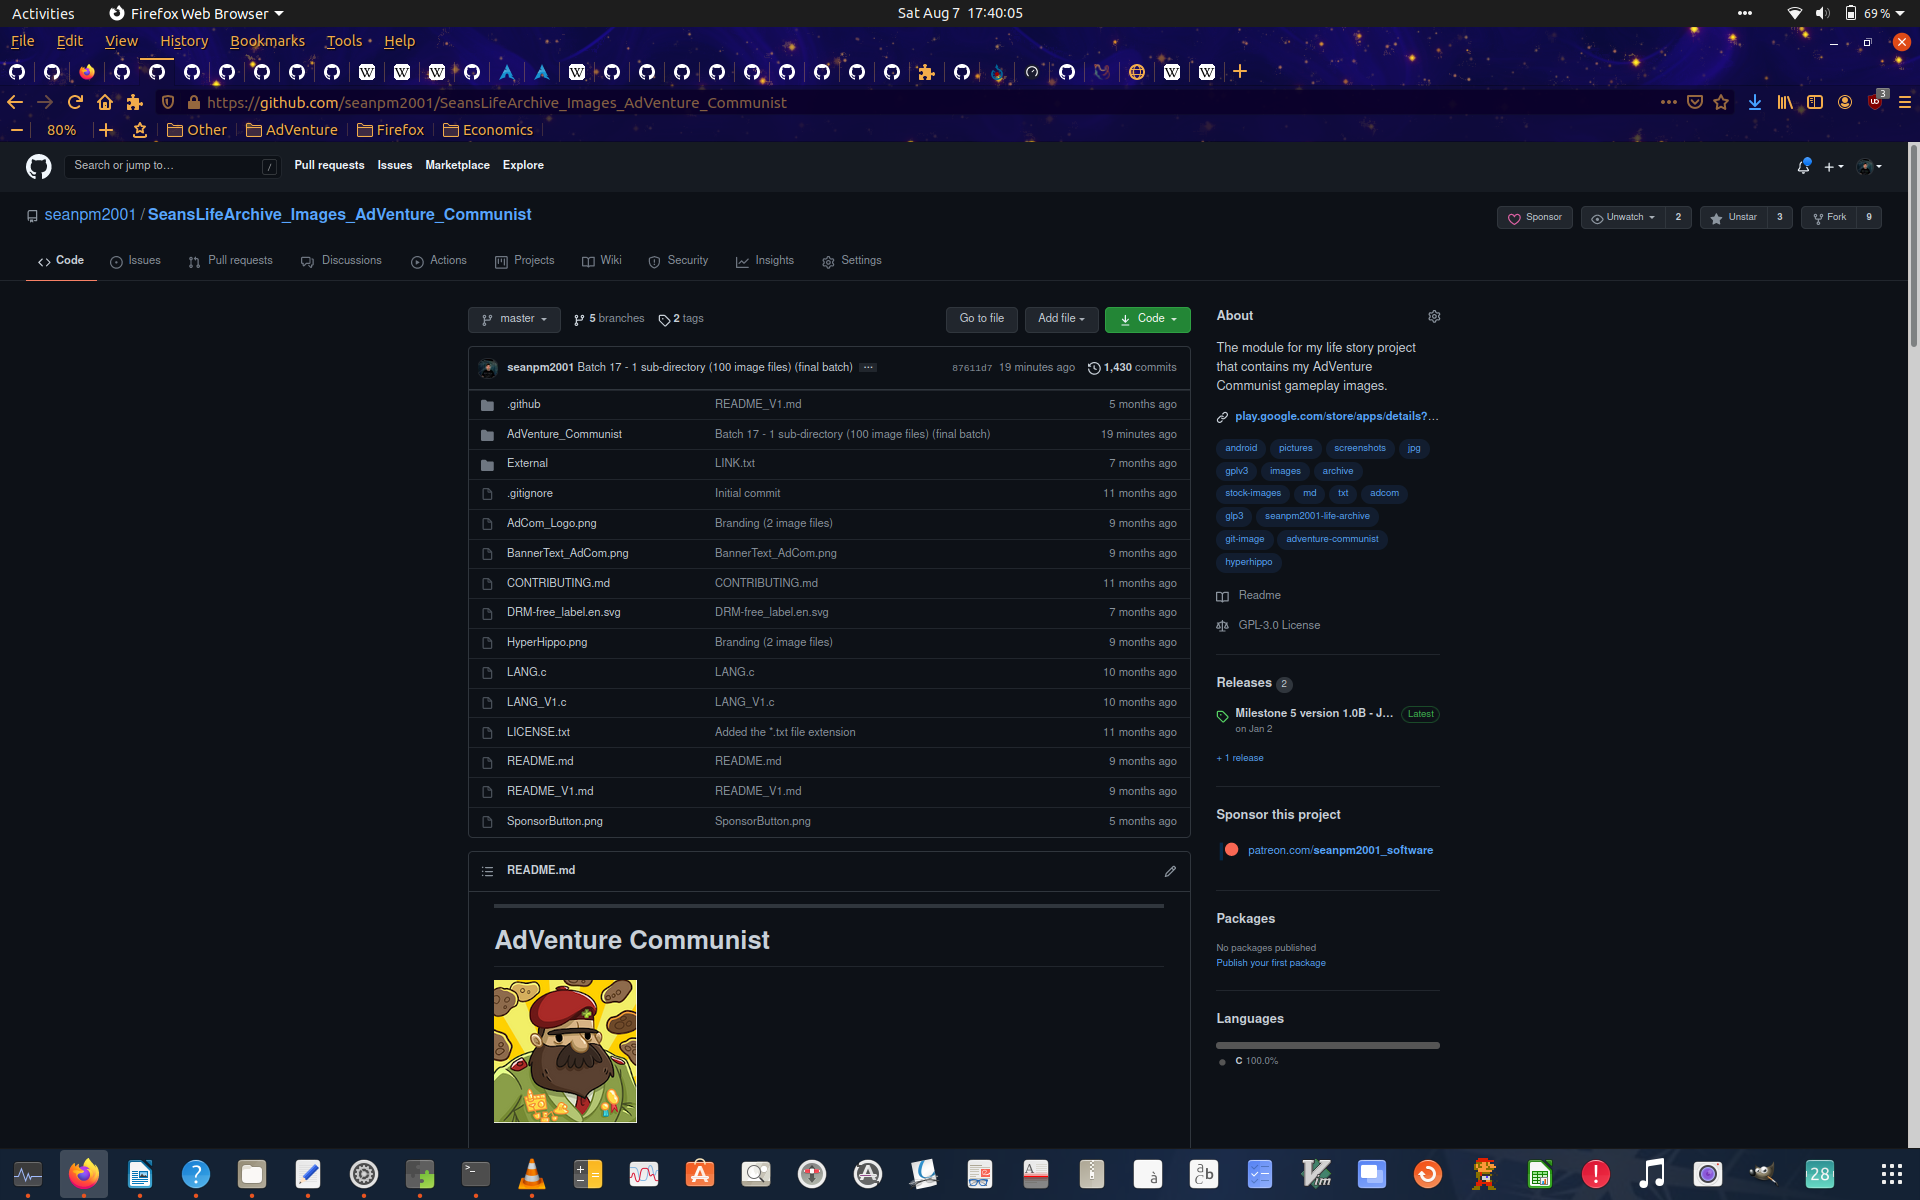 Activities Firefox Web Browser Sat Aug 7 17:40:05 69 %
File Edit View History Bookmarks Tools Help
https://github.com/seanpm2001/SeansLifeArchive_Images_AdVenture_Communist 3
80% Other AdVenture Firefox Economics
Search or jump to… / Pull requests Issues Marketplace Explore
seanpm2001 / SeansLifeArchive_Images_AdVenture_Communist Sponsor Unwatch 2 Unstar 3 Fork 9
Code Issues Pull requests Discussions Actions Projects Wiki Security Insights Settings
master 5 branches 2 tags Go to file Add file Code
seanpm2001 Batch 17 - 1 sub-directory (100 image files) (final batch) 87611d7 19 minutes ago 1,430 commits
.github README_V1.md 5 months ago
AdVenture_Communist Batch 17 - 1 sub-directory (100 image files) (final batch) 19 minutes ago
External LINK.txt 7 months ago
.gitignore Initial commit 11 months ago
AdCom_Logo.png Branding (2 image files) 9 months ago
BannerText_AdCom.png BannerText_AdCom.png 9 months ago
CONTRIBUTING.md CONTRIBUTING.md 11 months ago
DRM-free_label.en.svg DRM-free_label.en.svg 7 months ago
HyperHippo.png Branding (2 image files) 9 months ago
LANG.c LANG.c 10 months ago
LANG_V1.c LANG_V1.c 10 months ago
LICENSE.txt Added the *.txt file extension 11 months ago
README.md README.md 9 months ago
README_V1.md README_V1.md 9 months ago
SponsorButton.png SponsorButton.png 5 months ago
README.md
AdVenture Communist
About
The module for my life story project
that contains my AdVenture
Communist gameplay images.
play.google.com/store/apps/details?…
android pictures screenshots jpg
gplv3 images archive
stock-images md txt adcom
glp3 seanpm2001-life-archive
git-image adventure-communist
hyperhippo
Readme
GPL-3.0 License
Releases 2
Milestone 5 version 1.0B - J… Latest
on Jan 2
+ 1 release
Sponsor this project
patreon.com/seanpm2001_software
Packages
No packages published
Publish your first package
Languages
C 100.0%
28